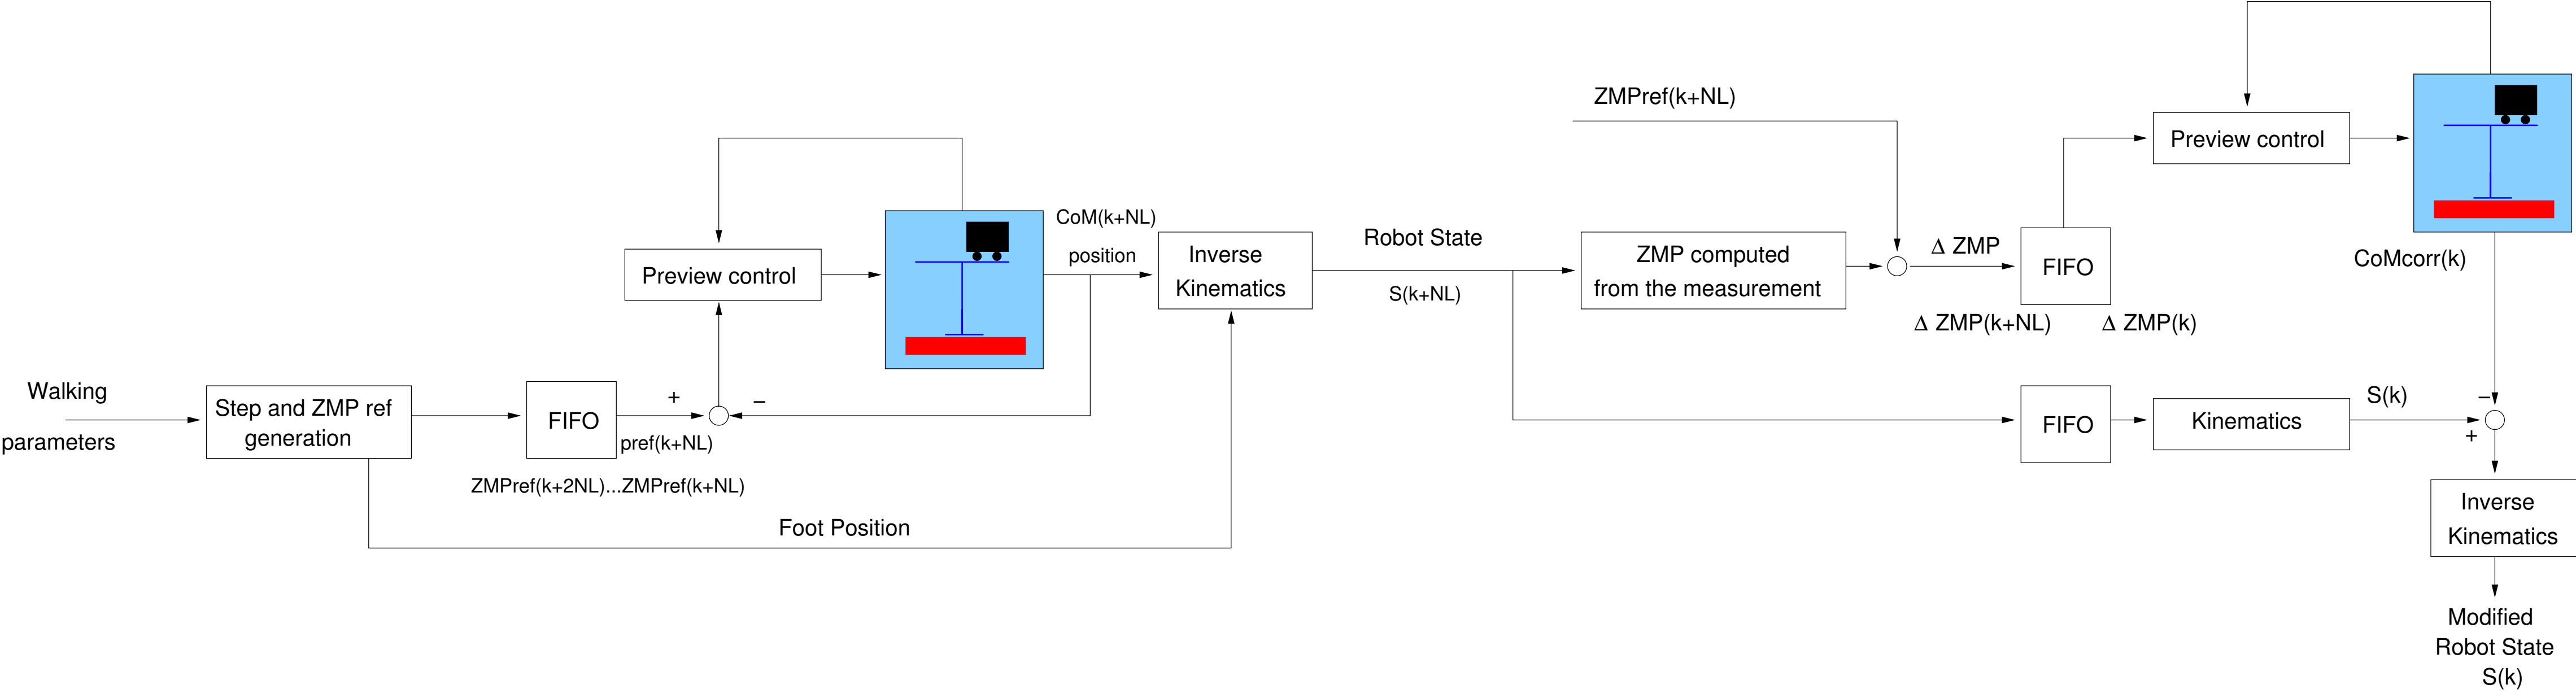 Walking
parameters
Step and ZMP ref
generation
FIFO
+
−
pref(k+NL)
ZMPref(k+2NL)...ZMPref(k+NL)
Foot Position
Preview control
CoM(k+NL)
position
Inverse
Kinematics
Robot State
S(k+NL)
ZMPref(k+NL)
ZMP computed
from the measurement
Δ ZMP
Δ ZMP(k+NL)
FIFO
Δ ZMP(k)
Preview control
CoMcorr(k)
FIFO
Kinematics
S(k)
−
+
Inverse
Kinematics
Modified
Robot State
S(k)